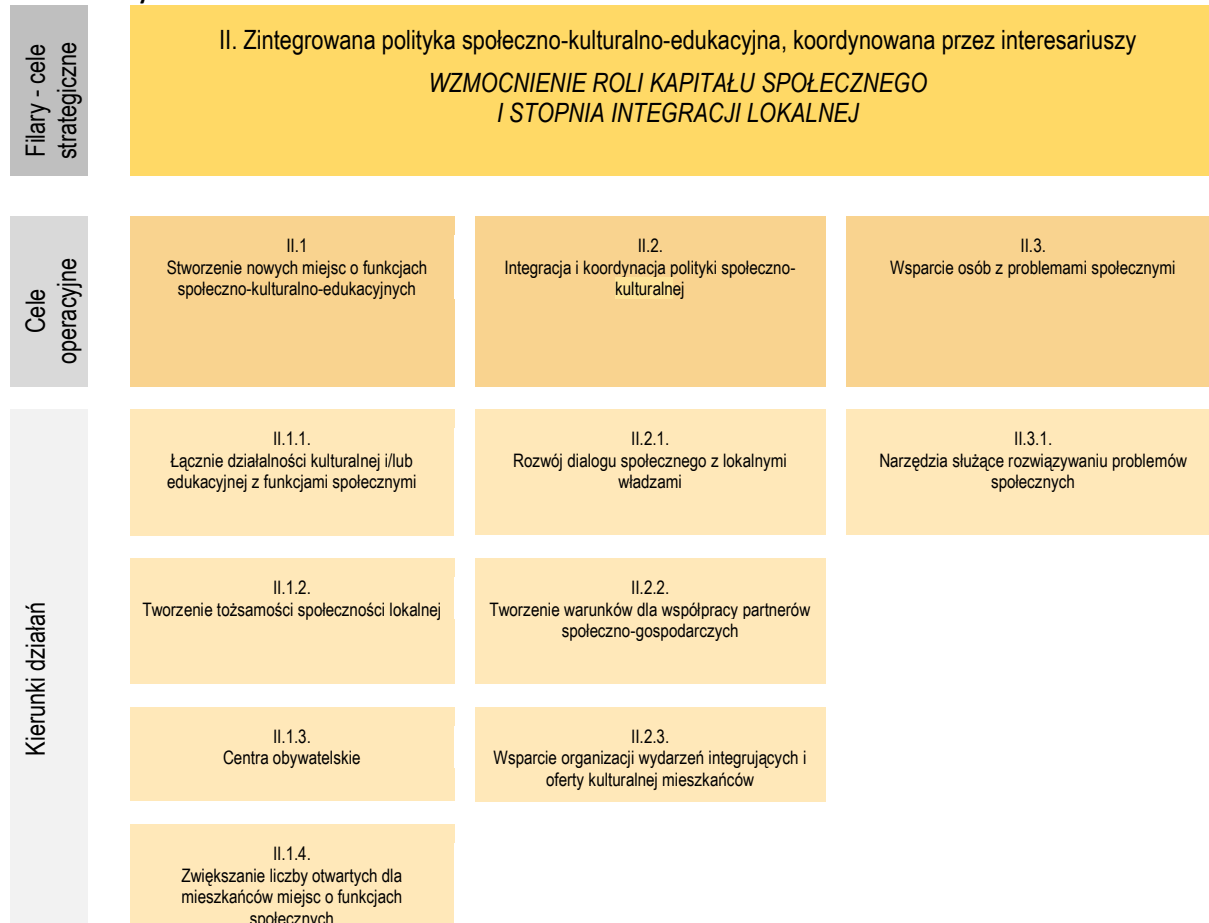 Filary - cele
strategiczne
II. Zintegrowana polityka społeczno-kulturalno-edukacyjna, koordynowana przez interesariuszy
WZMOCNIENIE ROLI KAPITAŁU SPOŁECZNEGO
I STOPNIA INTEGRACJI LOKALNEJ
Cele
operacyjne
II.1
Stworzenie nowych miejsc o funkcjach
społeczno-kulturalno-edukacyjnych
II.2.
Integracja i koordynacja polityki społeczno-
kulturalnej
II.3.
Wsparcie osób z problemami społecznymi
Kierunki działań
II.1.1.
Łącznie działalności kulturalnej i/lub
edukacyjnej z funkcjami społecznymi
II.2.1.
Rozwój dialogu społecznego z lokalnymi
władzami
II.3.1.
Narzędzia służące rozwiązywaniu problemów
społecznych
II.1.2.
Tworzenie tożsamości społeczności lokalnej
II.2.2.
Tworzenie warunków dla współpracy partnerów
społeczno-gospodarczych
II.1.3.
Centra obywatelskie
II.2.3.
Wsparcie organizacji wydarzeń integrujących i
oferty kulturalnej mieszkańców
II.1.4.
Zwiększanie liczby otwartych dla
mieszkańców miejsc o funkcjach
społecznych